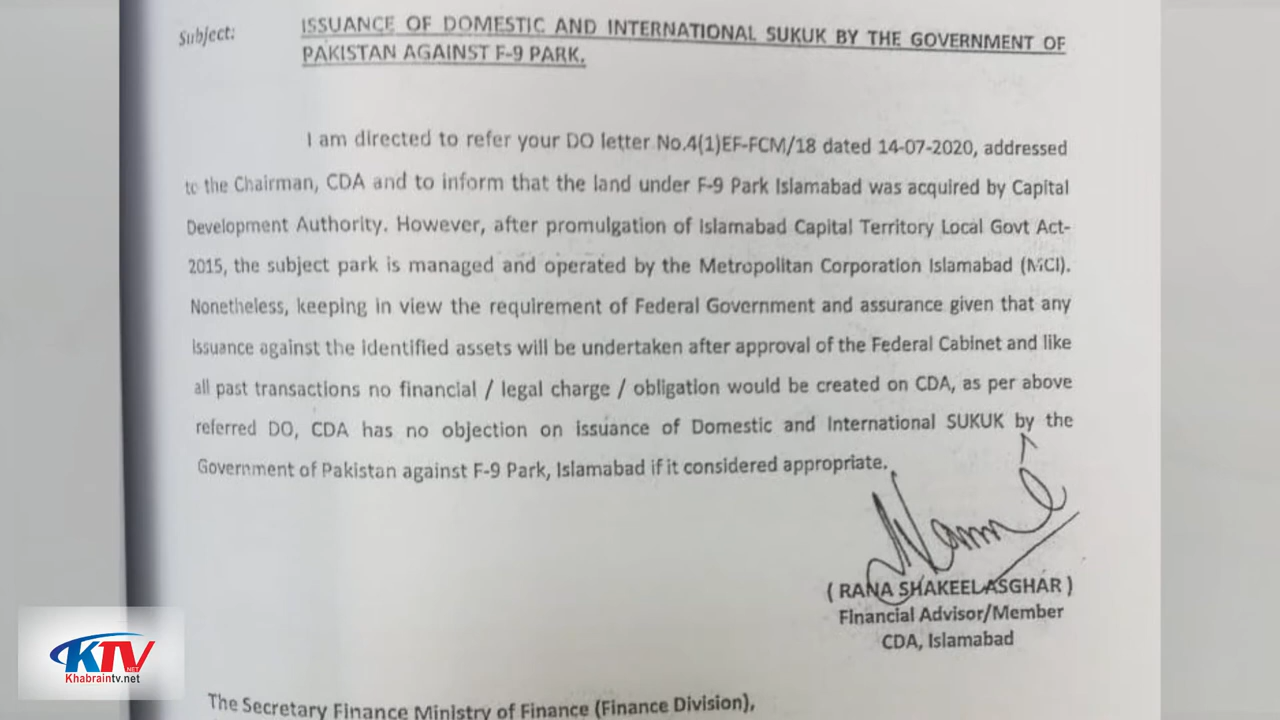 Subject: ISSUANCE OF DOMESTIC AND INTERNATIONAL SUKUK BY THE GOVERNMENT OF
PAKISTAN AGAINST F-9 PARK.
I am directed to refer your DO letter No.4(1)EF-FCM/18 dated 14-07-2020, addressed
to the Chairman, CDA and to inform that the land under F-9 Park Islamabad was acquired by Capital
Development Authority. However, after promulgation of Islamabad Capital Territory Local Govt Act-
2015, the subject park is managed and operated by the Metropolitan Corporation Islamabad (MCI).
Nonetheless, keeping in view the requirement of Federal Government and assurance given that any
issuance against the identified assets will be undertaken after approval of the Federal Cabinet and like
all past transactions no financial / legal charge / obligation would be created on CDA, as per above
referred DO, CDA has no objection on issuance of Domestic and International SUKUK by the
Government of Pakistan against F-9 Park, Islamabad if it considered appropriate.
( RANA SHAKEELASGHAR )
Financial Advisor/Member
CDA, Islamabad
The Secretary Finance Ministry of Finance (Finance Division),
KTV
.NET
Khabraintv.net